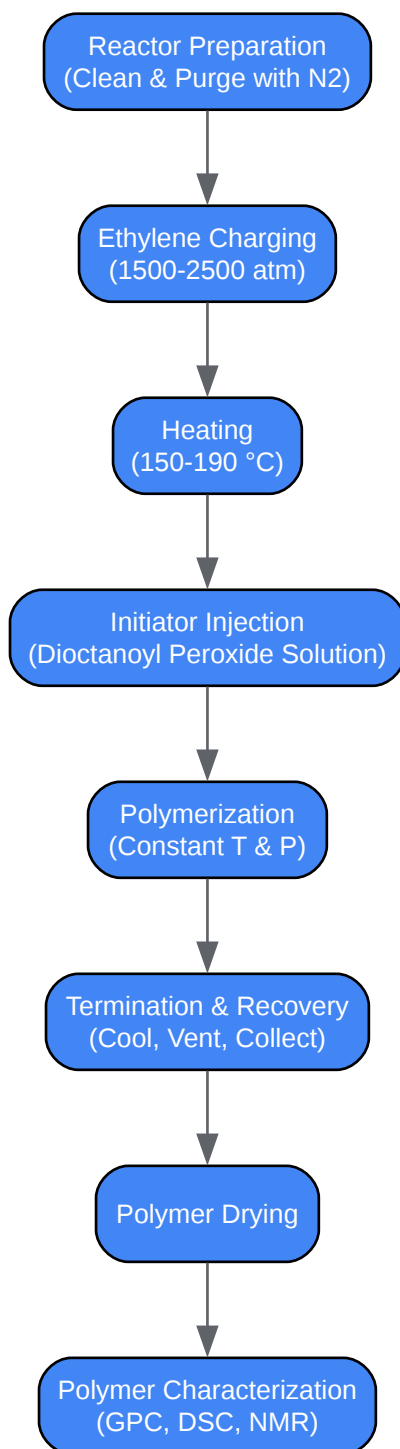 Reactor Preparation
(Clean & Purge with N2)
Ethylene Charging
(1500-2500 atm)
Heating
(150-190 °C)
Initiator Injection
(Dioctanoyl Peroxide Solution)
Polymerization
(Constant T & P)
Termination & Recovery
(Cool, Vent, Collect)
Polymer Drying
Polymer Characterization
(GPC, DSC, NMR)